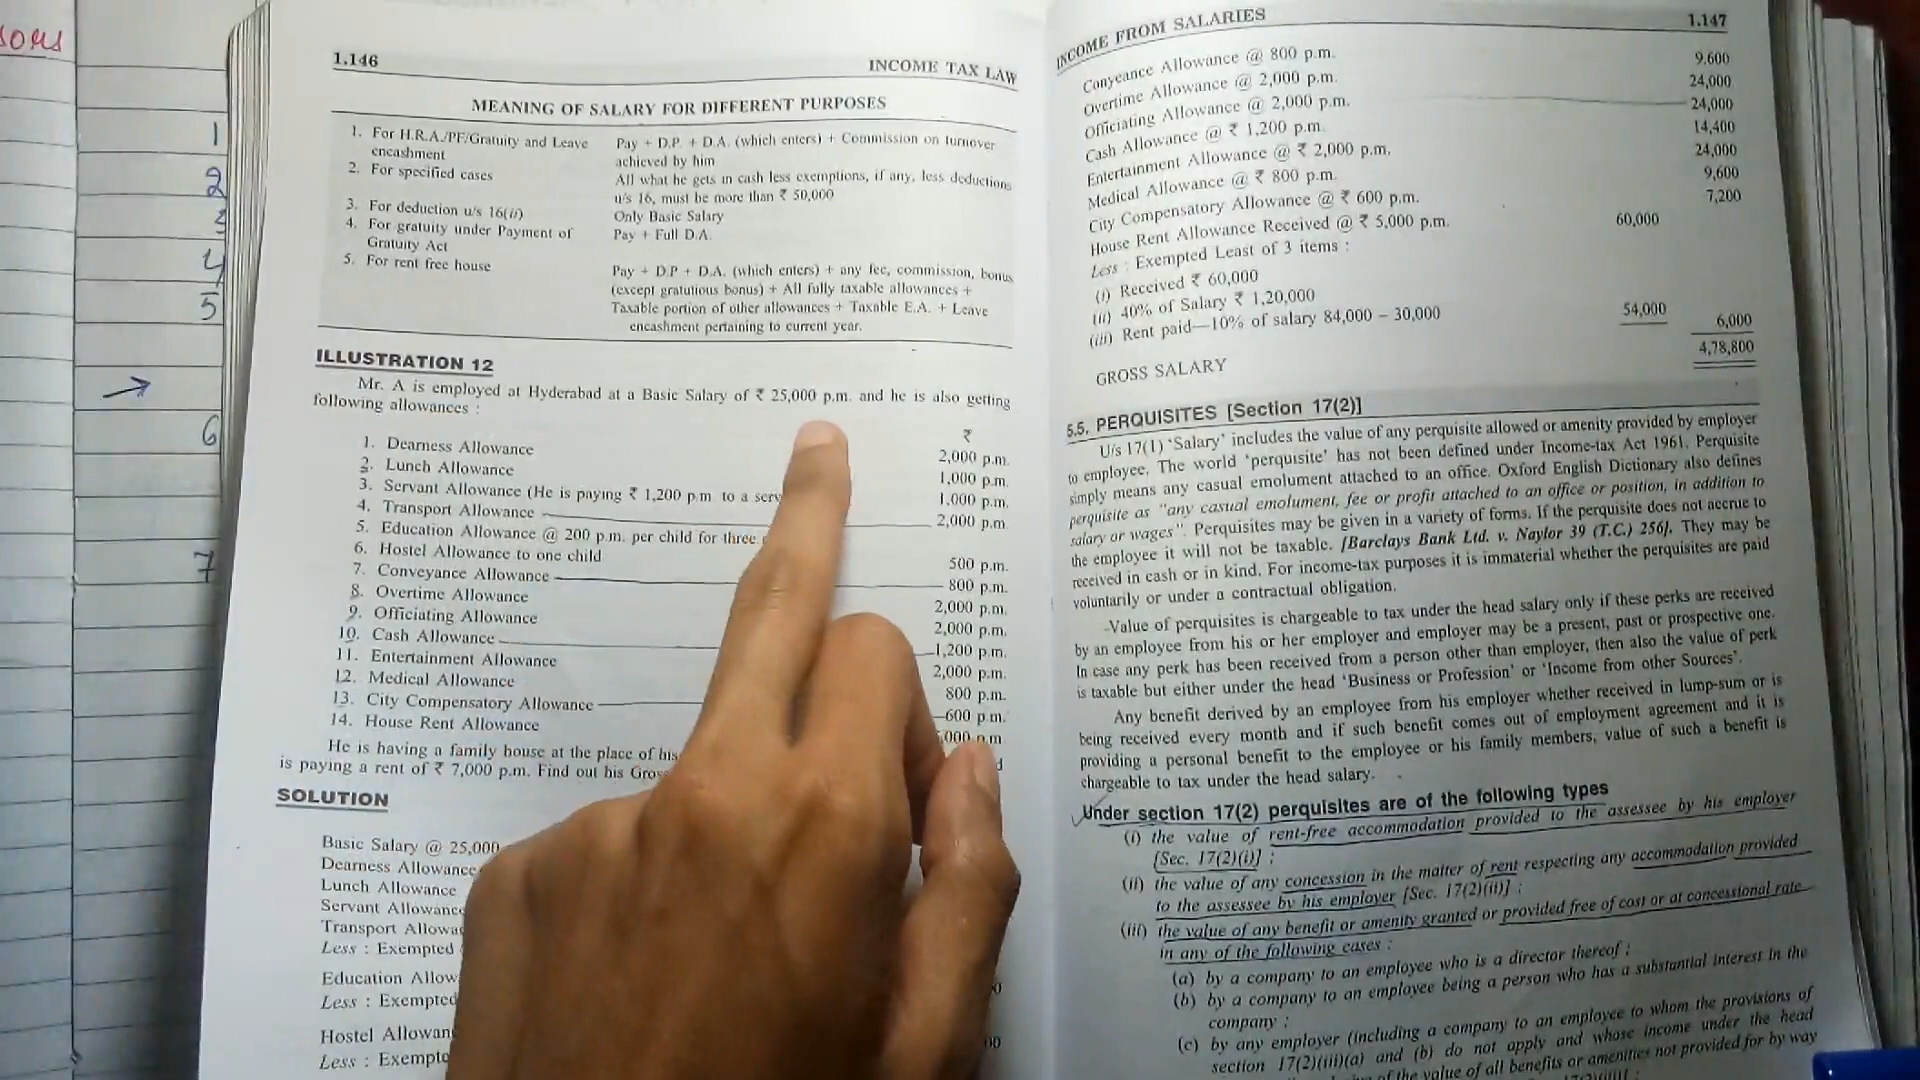 sons
1
2
3
4
5
6
7
1.146
INCOME TAX LAW
MEANING OF SALARY FOR DIFFERENT PURPOSES
1. For H.R.A./PF/Gratuity and Leave encashment
Pay + D.P. + D.A. (which enters) + Commission on turnover
achieved by him
2. For specified cases
All what he gets in cash less exemptions, if any, less deductions
u/s 16, must be more than ₹ 50,000
3. For deduction u/s 16(ii)
Only Basic Salary
4. For gratuity under Payment of
Gratuity Act
Pay + Full D.A.
5. For rent free house
Pay + D.P + D.A. (which enters) + any fee, commission, bonus
(except gratutious bonus) + All fully taxable allowances +
Taxable portion of other allowances + Taxable E.A. + Leave
encashment pertaining to current year.
ILLUSTRATION 12
Mr. A is employed at Hyderabad at a Basic Salary of ₹ 25,000 p.m. and he is also getting
following allowances :
₹
1. Dearness Allowance 2,000 p.m.
2. Lunch Allowance 1,000 p.m.
3. Servant Allowance (He is paying ₹ 1,200 p.m. to a 1,000 p.m.
4. Transport Allowance 2,000 p.m
5. Education Allowance @ 200 p.m. per child for three
6. Hostel Allowance to one child 500 p.m.
7. Conveyance Allowance 800 p.m.
8. Overtime Allowance 2,000 p.m.
9. Officiating Allowance 2,000 p.m.
10. Cash Allowance 1,200 p.m.
11. Entertainment Allowance 2,000 p.m.
12. Medical Allowance 800 p.m.
13. City Compensatory Allowance 600 p.m.
14. House Rent Allowance 000 p.m
He is having a family house at the place of his
is paying a rent of ₹ 7,000 p.m. Find out his
SOLUTION
Basic Salary @ 25,000
Dearness Allowance
Lunch Allowance
Servant Allowance
Transport
Less : Exempted
Education
Less : Exempted
Hostel
Less :
INCOME FROM SALARIES
1.147
Conyeance Allowance @ 800 p.m. 9,600
Overtime Allowance @ 2,000 p.m. 24,000
Officiating Allowance @ 2,000 p.m. 24,000
Cash Allowance @ ₹ 1,200 p.m. 14,400
Entertainment Allowance @ ₹ 2,000 p.m. 24,000
Medical Allowance @ ₹ 800 p.m. 9,600
City Compensatory Allowance @ ₹ 600 p.m. 7,200
House Rent Allowance Received @ ₹ 5,000 p.m. 60,000
Less : Exempted Least of 3 items :
(i) Received ₹ 60,000
(ii) 40% of Salary ₹ 1,20,000
(iii) Rent paid—10% of salary 84,000 – 30,000 54,000 6,000
GROSS SALARY 4,78,800
5.5. PERQUISITES [Section 17(2)]
U/s 17(1) 'Salary' includes the value of any perquisite allowed or amenity provided by employer
to employee. The world 'perquisite' has not been defined under Income-tax Act 1961. Perquisite
simply means any casual emolument attached to an office. Oxford English Dictionary also defines
perquisite as "any casual emolument, fee or profit attached to an office or position, in addition to
salary or wages". Perquisites may be given in a variety of forms. If the perquisite does not accrue to
the employee it will not be taxable. [Barclays Bank Ltd. v. Naylor 39 (T.C.) 256]. They may be
received in cash or in kind. For income-tax purposes it is immaterial whether the perquisites are paid
voluntarily or under a contractual obligation.
Value of perquisites is chargeable to tax under the head salary only if these perks are received
by an employee from his or her employer and employer may be a present, past or prospective one.
In case any perk has been received from a person other than employer, then also the value of perk
is taxable but either under the head 'Business or Profession' or 'Income from other Sources'.
Any benefit derived by an employee from his employer whether received in lump-sum or is
being received every month and if such benefit comes out of employment agreement and it is
providing a personal benefit to the employee or his family members, value of such a benefit is
chargeable to tax under the head salary.
Under section 17(2) perquisites are of the following types
(i) the value of rent-free accommodation provided to the assessee by his employer
[Sec. 17(2)(i)] ;
(ii) the value of any concession in the matter of rent respecting any accommodation provided
to the assessee by his employer [Sec. 17(2)(ii)] ;
(iii) the value of any benefit or amenity granted or provided free of cost or at concessional rate
in any of the following cases :
(a) by a company to an employee who is a director thereof ;
(b) by a company to an employee being a person who has a substantial interest in the
company ;
(c) by any employer (including a company to an employee to whom the provisions of
section 17(2)(iii)(a) and (b) do not apply and whose income under the head
of the value of all benefits or amenities not provided for by way